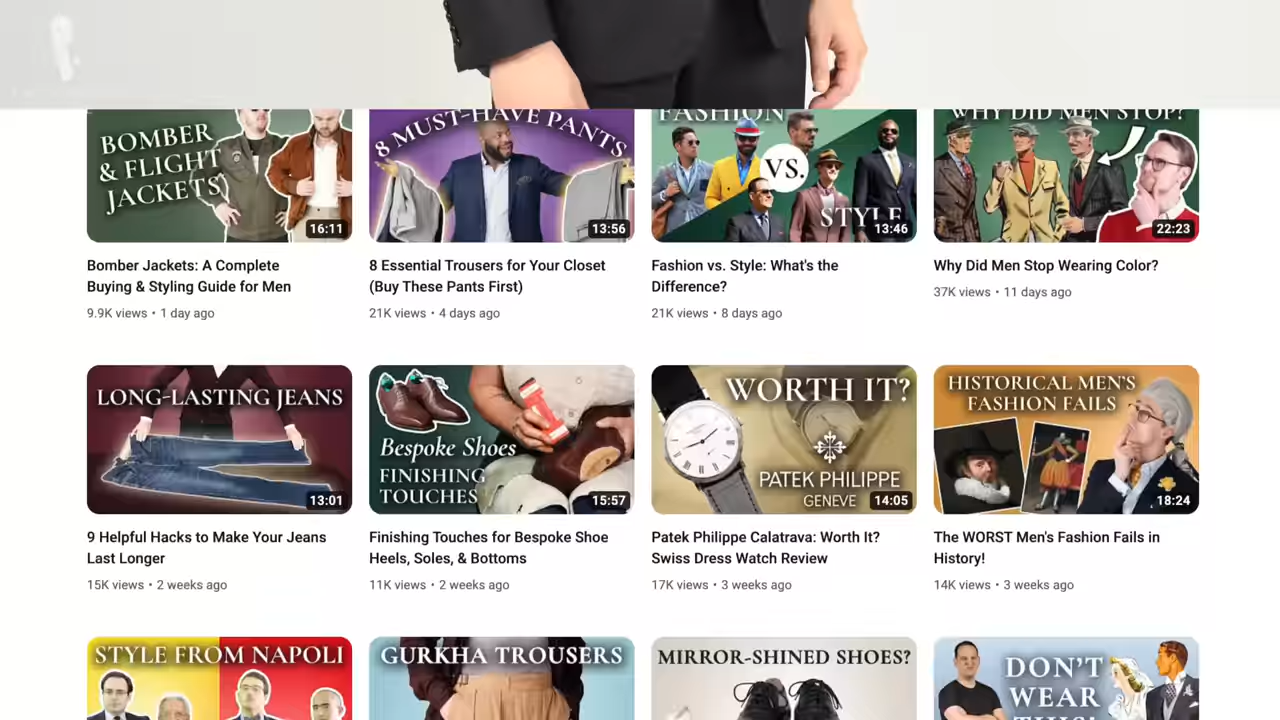 BOMBER
& FLIGHT
JACKETS
16:11
8 MUST-HAVE PANTS
13:56
FASHION
VS.
STYLE
13:46
WHY DID MEN STOP?
22:23
Bomber Jackets: A Complete
Buying & Styling Guide for Men
9.9K views • 1 day ago
8 Essential Trousers for Your Closet
(Buy These Pants First)
21K views • 4 days ago
Fashion vs. Style: What's the
Difference?
21K views • 8 days ago
Why Did Men Stop Wearing Color?
37K views • 11 days ago
LONG-LASTING JEANS
13:01
Bespoke Shoes
FINISHING
TOUCHES
15:57
WORTH IT?
PATEK PHILIPPE
GENEVE
14:05
HISTORICAL MEN'S
FASHION FAILS
18:24
9 Helpful Hacks to Make Your Jeans
Last Longer
15K views • 2 weeks ago
Finishing Touches for Bespoke Shoe
Heels, Soles, & Bottoms
11K views • 2 weeks ago
Patek Philippe Calatrava: Worth It?
Swiss Dress Watch Review
17K views • 3 weeks ago
The WORST Men's Fashion Fails in
History!
14K views • 3 weeks ago
STYLE FROM NAPOLI
GURKHA TROUSERS
MIRROR-SHINED SHOES?
DON'T
WEAR
THIS!